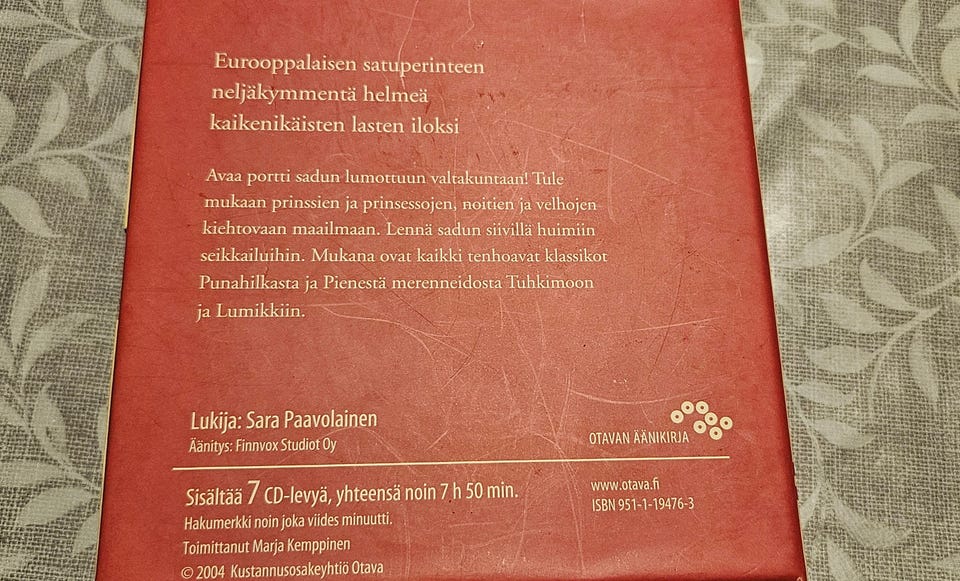 Eurooppalaisen satuperinteen
neljäkymmentä helmeä
kaikenikäisten lasten iloksi
Avaa portti sadun lumottuun valtakuntaan! Tule
mukaan prinssien ja prinsessojen, noitien ja velhojen
kiehtovaan maailmaan. Lennä sadun siivillä huimiin
seikkailuihin. Mukana ovat kaikki tenhoavat klassikot
Punahilkasta ja Pienestä merenneidosta Tuhkimoon
ja Lumikkiin.
Lukija: Sara Paavolainen
Äänitys: Finnvox Studiot Oy
OTAVAN ÄÄNIKIRJA
Sisältää 7 CD-levyä, yhteensä noin 7 h 50 min.
Hakumerkki noin joka viides minuutti.
Toimittanut Marja Kemppinen
© 2004 Kustannusosakeyhtiö Otava
www.otava.fi
ISBN 951-1-19476-3